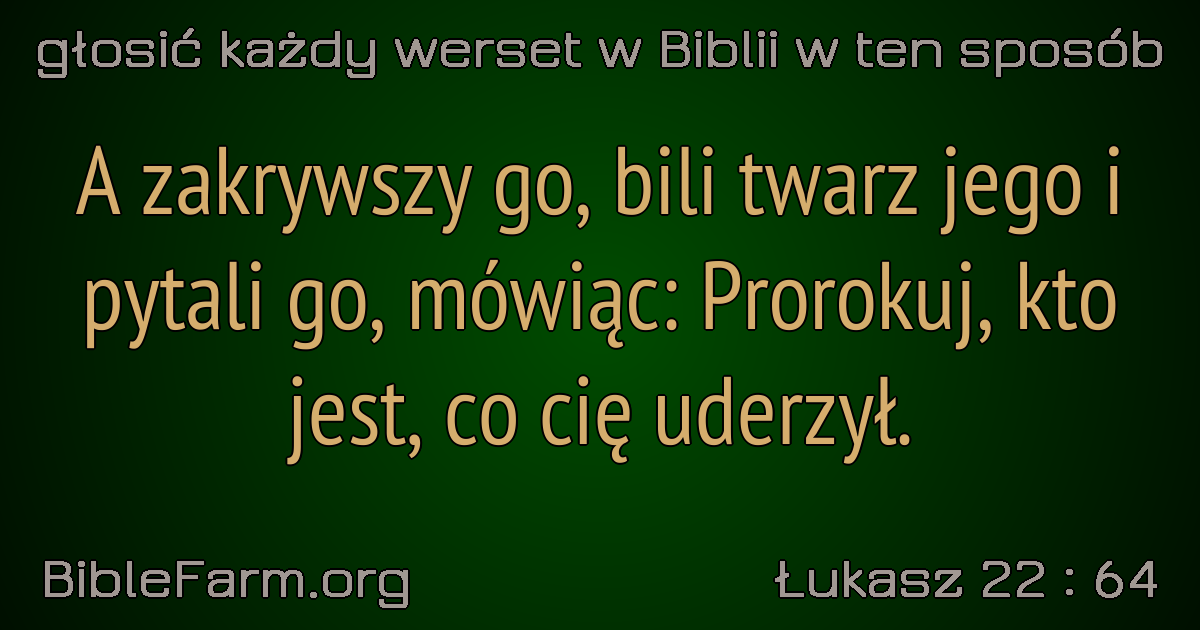 głosić każdy werset w Biblii w ten sposób
A zakrywszy go, bili twarz jego i
pytali go, mówiąc: Prorokuj, kto
jest, co cię uderzył.
BibleFarm.org
Łukasz 22 : 64